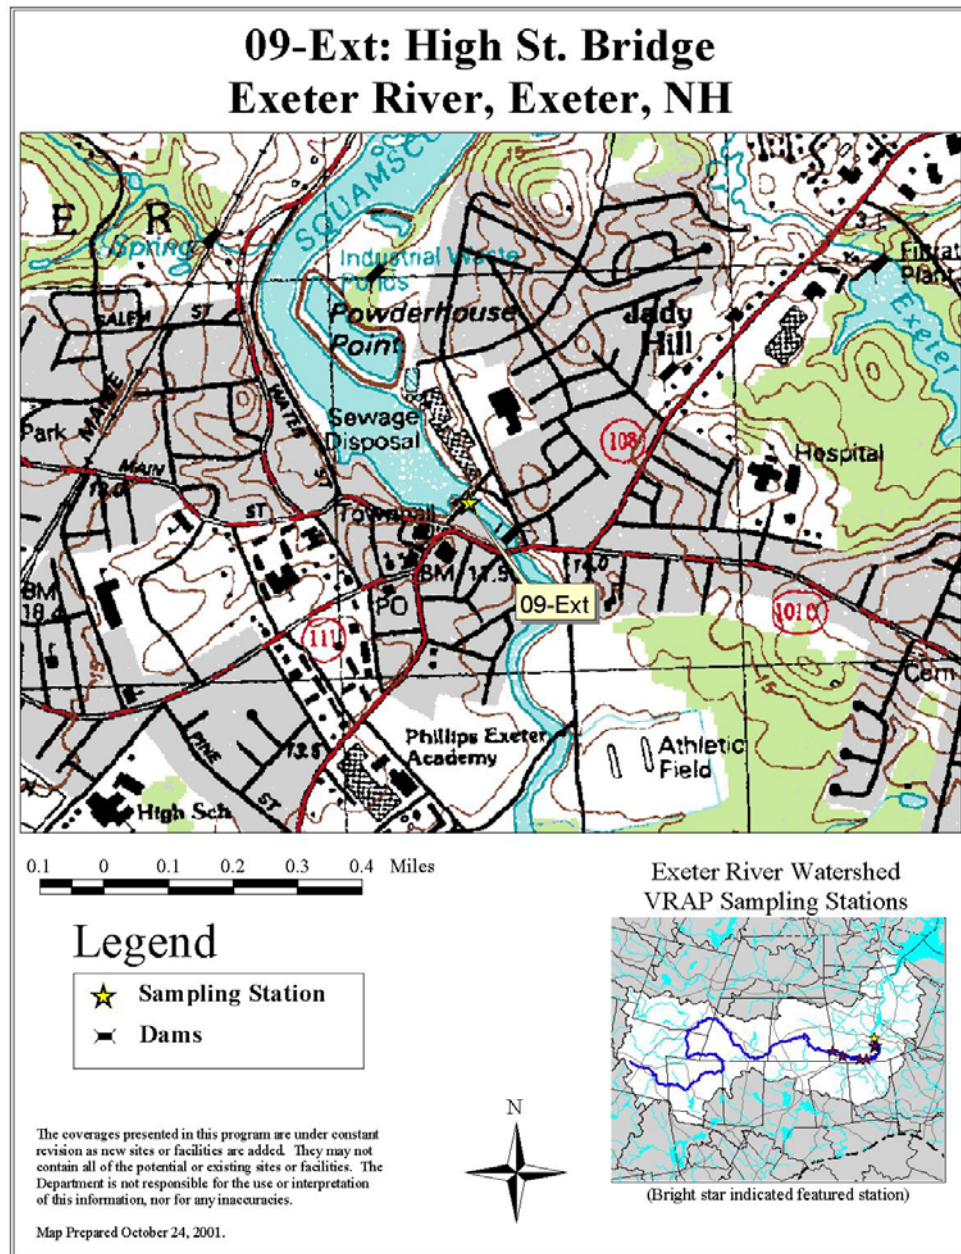 09-Ext: High St. Bridge
Exeter River, Exeter, NH
SQUAMSC
E R
Spring
Industrial Waste
Ponds
Powderhouse
Point
SALEM ST
Jady
Hill
Plant
Exeter
MAINE
WATER ST
Park
Sewage
Disposal
108
Hospital
MAIN
ST
Townhall
BM 17.5
14.0
BM
18.4
PO
09-Ext
111
101 C
Cem
PINE
ST
13.6
Phillips Exeter
Academy
Athletic
Field
High Sch
0.1 0 0.1 0.2 0.3 0.4 Miles
Legend
Sampling Station
Dams
Exeter River Watershed
VRAP Sampling Stations
N
(Bright star indicated featured station)
The coverages presented in this program are under constant
revision as new sites or facilities are added. They may not
contain all of the potential or existing sites or facilities. The
Department is not responsible for the use or interpretation
of this information, nor for any inaccuracies.
Map Prepared October 24, 2001.